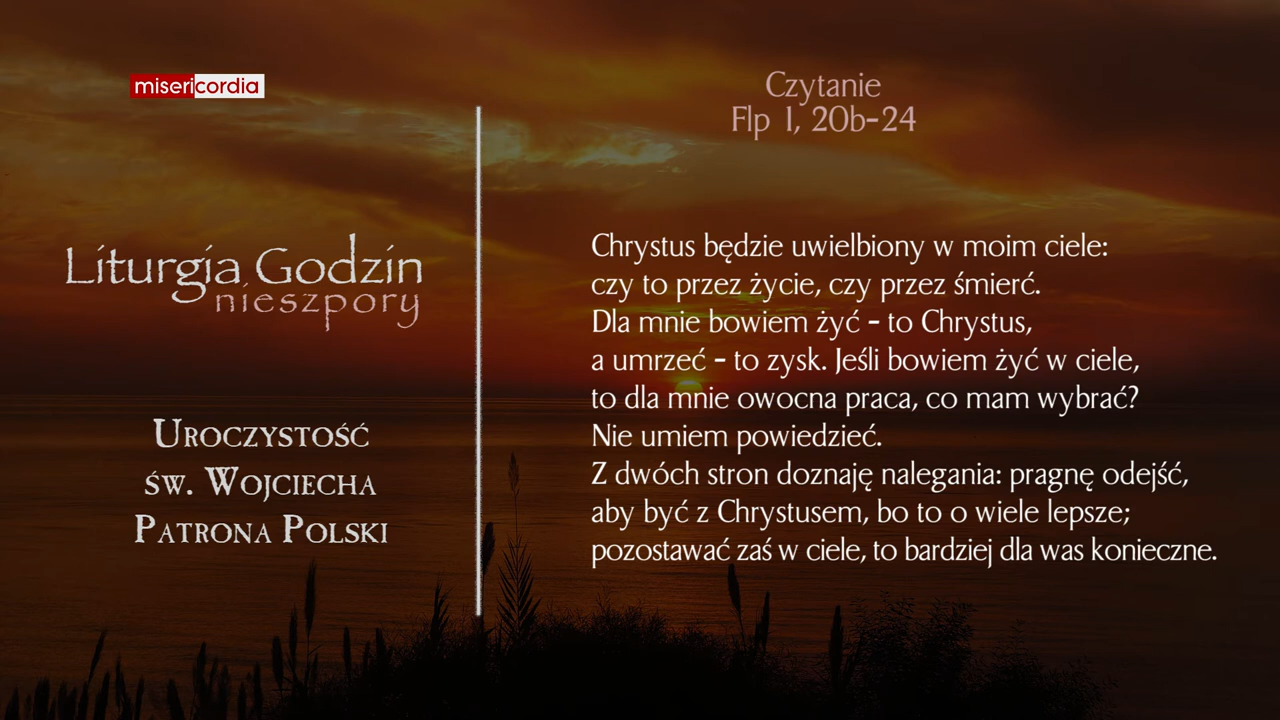 misericordia
Liturgia Godzin
nieszpory
Uroczystość
św. Wojciecha
Patrona Polski
Czytanie
Flp 1, 20b-24
Chrystus będzie uwielbiony w moim ciele:
czy to przez życie, czy przez śmierć.
Dla mnie bowiem żyć - to Chrystus,
a umrzeć - to zysk. Jeśli bowiem żyć w ciele,
to dla mnie owocna praca, co mam wybrać?
Nie umiem powiedzieć.
Z dwóch stron doznaję nalegania: pragnę odejść,
aby być z Chrystusem, bo to o wiele lepsze;
pozostawać zaś w ciele, to bardziej dla was konieczne.